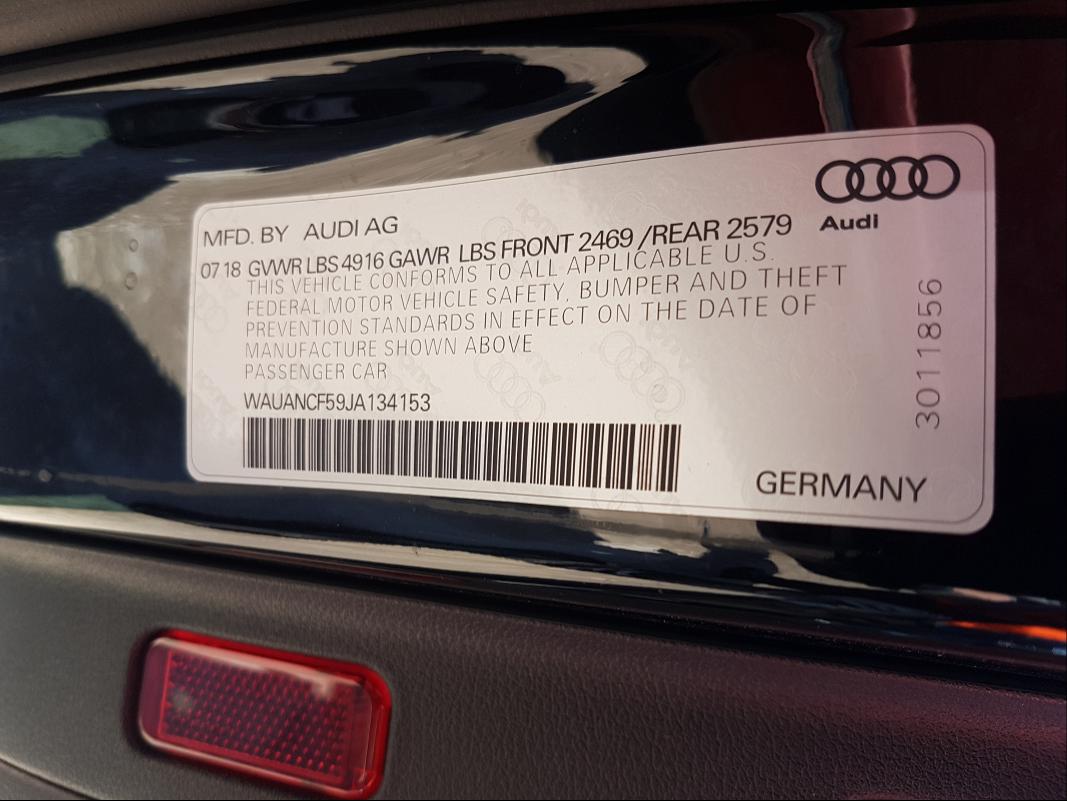 MFD. BY AUDI AG
Audi
07 18 GVWR LBS 4916 GAWR LBS FRONT 2469 / REAR 2579
THIS VEHICLE CONFORMS TO ALL APPLICABLE U.S.
FEDERAL MOTOR VEHICLE SAFETY, BUMPER AND THEFT
PREVENTION STANDARDS IN EFFECT ON THE DATE OF
MANUFACTURE SHOWN ABOVE
PASSENGER CAR
WAUANCF59JA134153
GERMANY
3011856